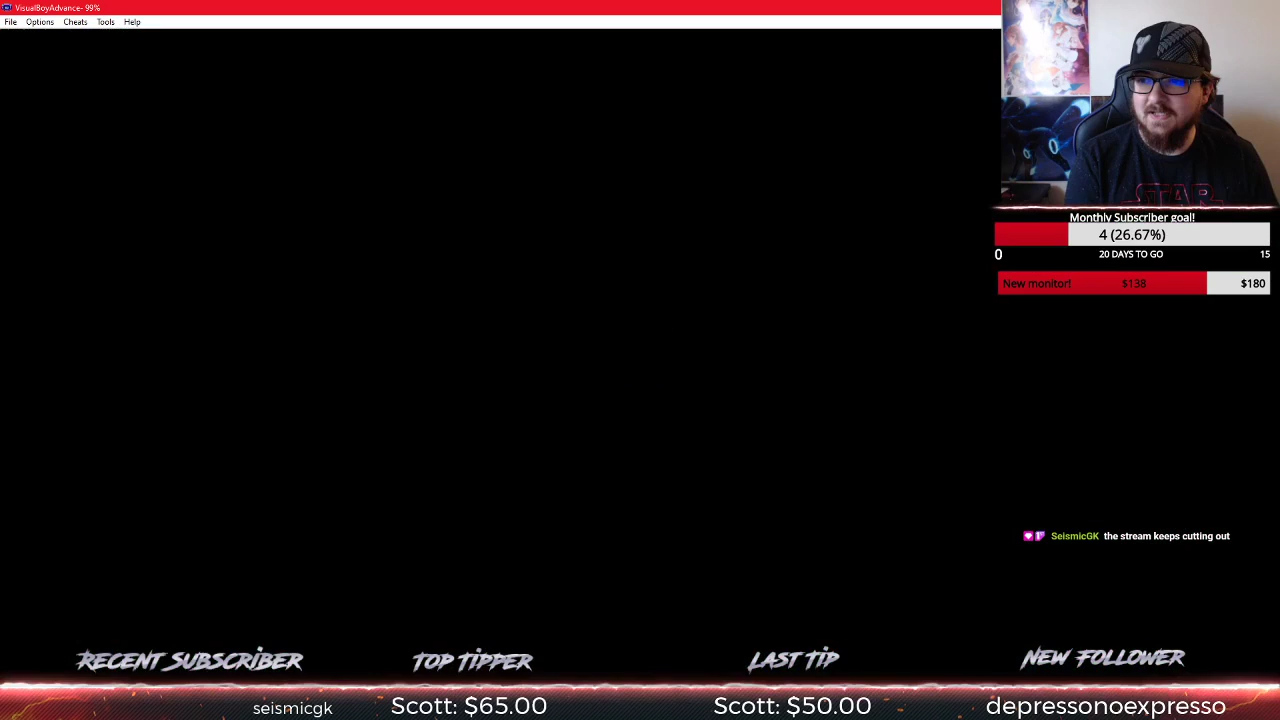 VisualBoyAdvance- 99%
File Options Cheats Tools Help
STAR
Monthly Subscriber goal!
4 (26.67%)
0 20 DAYS TO GO 15
New monitor! $138 $180
SeismicGK the stream keeps cutting out
RECENT SUBSCRIBER TOP TIPPER LAST TIP NEW FOLLOWER
seismicgk Scott: $65.00 Scott: $50.00 depressonoexpresso